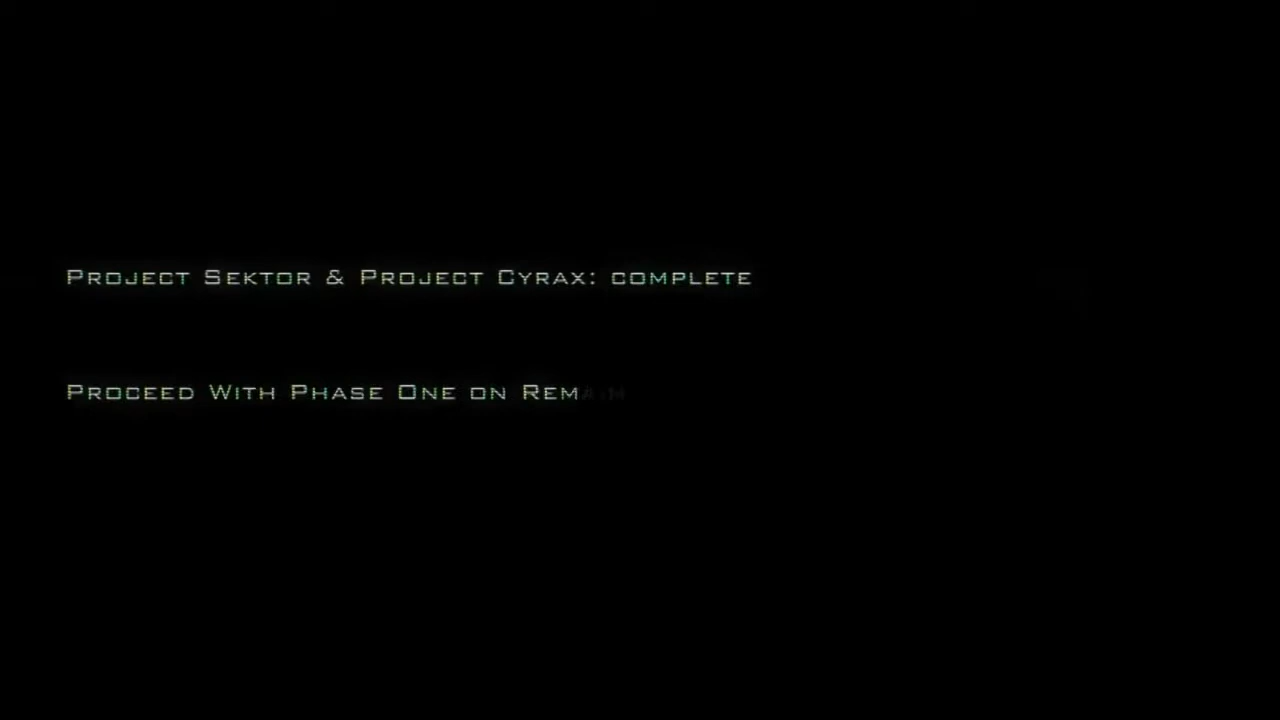 Project Sektor & Project Cyrax: complete
Proceed With Phase One on Rem